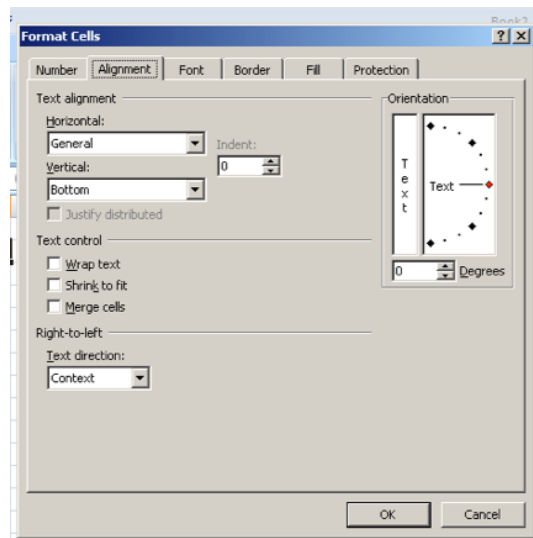 Book2
Format Cells
Number Alignment Font Border Fill Protection
Text alignment
Horizontal:
General
Indent:
0
Vertical:
Bottom
Justify distributed
Text control
Wrap text
Shrink to fit
Merge cells
Right-to-left
Text direction:
Context
Orientation
Text
Text
0 Degrees
OK Cancel